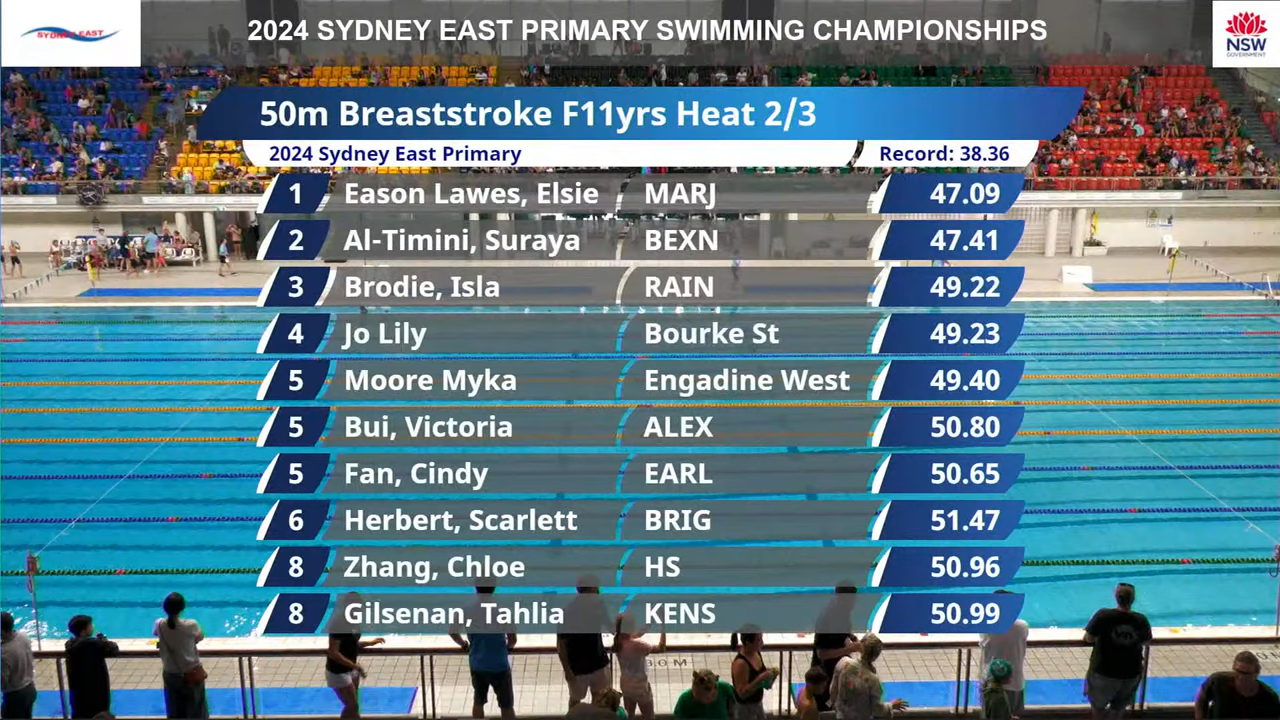 SYDNEY EAST
2024 SYDNEY EAST PRIMARY SWIMMING CHAMPIONSHIPS
NSW
GOVERNMENT
50m Breaststroke F11yrs Heat 2/3
2024 Sydney East Primary Record: 38.36
1 Eason Lawes, Elsie MARJ 47.09
2 Al-Timini, Suraya BEXN 47.41
3 Brodie, Isla RAIN 49.22
4 Jo Lily Bourke St 49.23
5 Moore Myka Engadine West 49.40
5 Bui, Victoria ALEX 50.80
5 Fan, Cindy EARL 50.65
6 Herbert, Scarlett BRIG 51.47
8 Zhang, Chloe HS 50.96
8 Gilsenan, Tahlia KENS 50.99